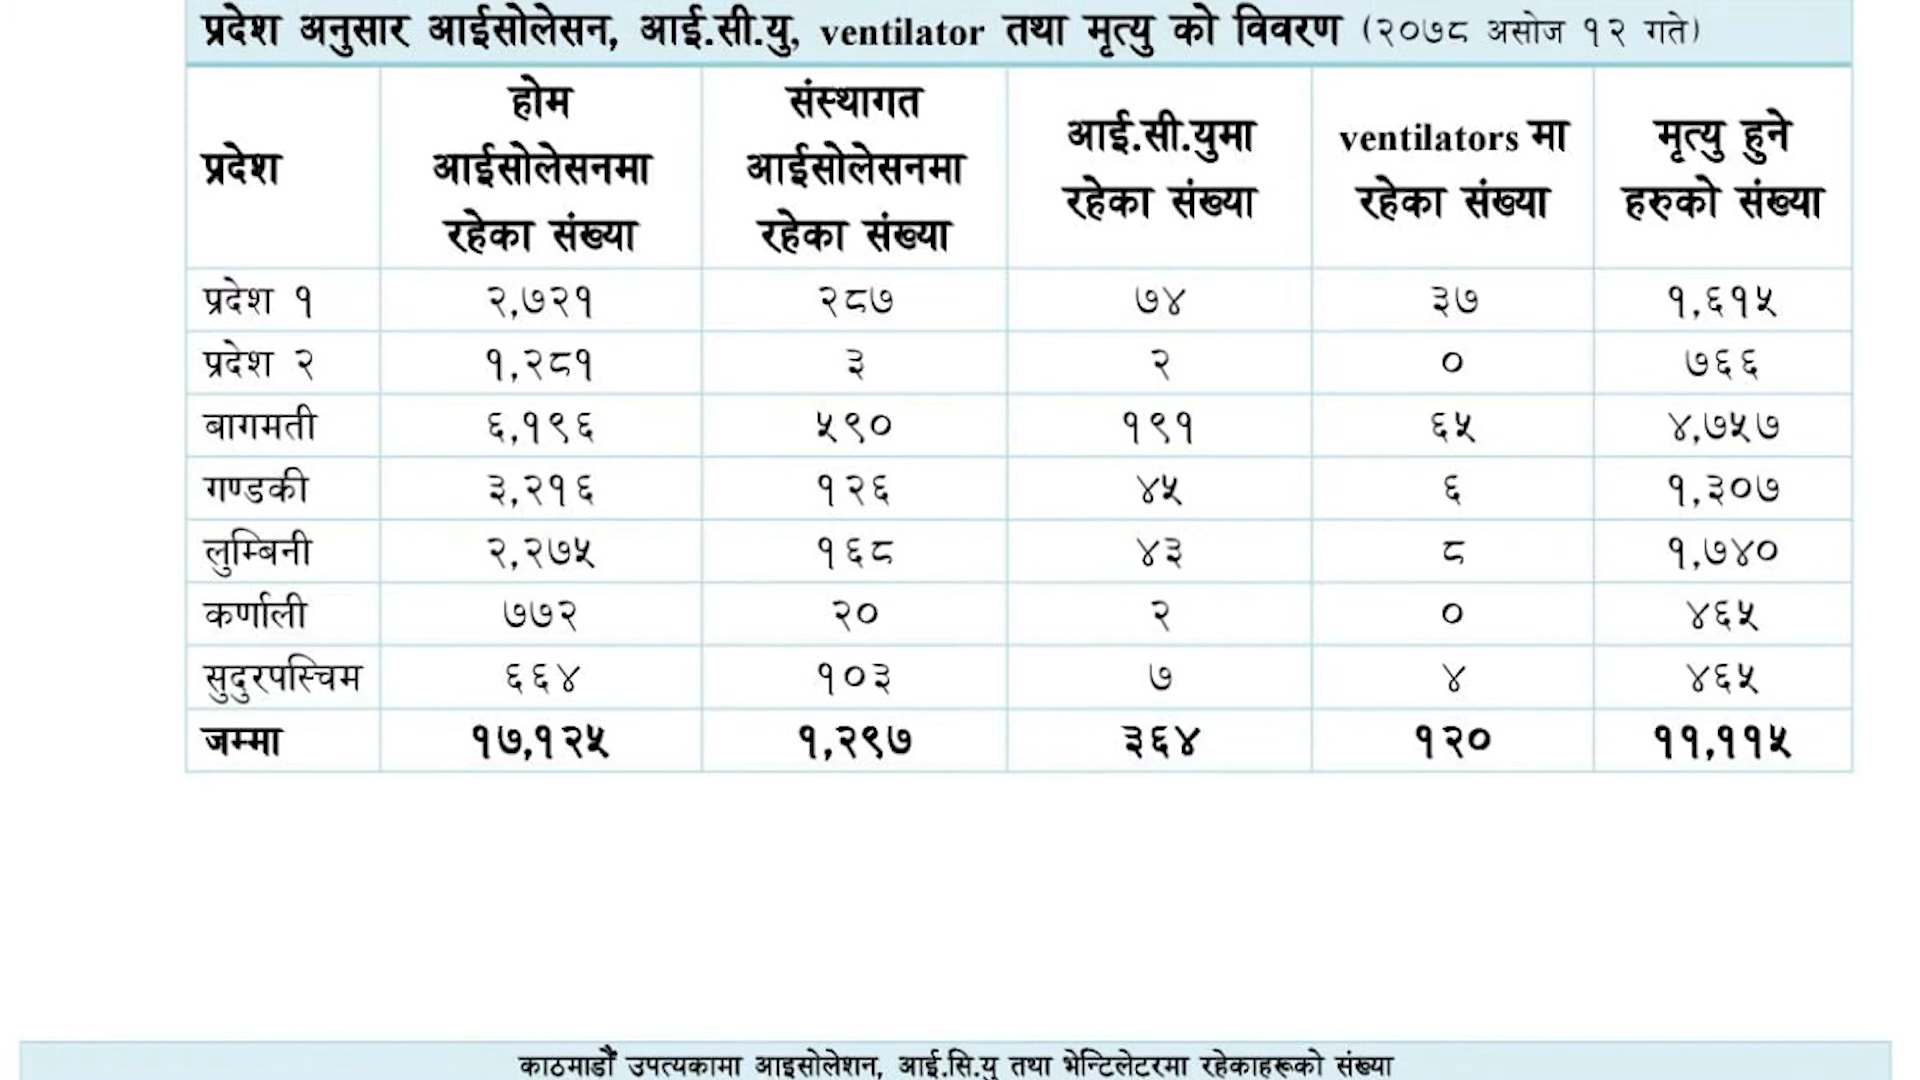 प्रदेश अनुसार आईसोलेसन, आई.सी.यु, ventilator तथा मृत्यु को विवरण (२०७८ असोज १२ गते)
प्रदेश होम आईसोलेसनमा रहेका संख्या संस्थागत आईसोलेसनमा रहेका संख्या आई.सी.युमा रहेका संख्या ventilators मा रहेका संख्या मृत्यु हुने हरुको संख्या
प्रदेश १ २,७२१ २८७ ७४ ३७ १,६१५
प्रदेश २ १,२८१ ३ २ ० ७६६
बागमती ६,१९६ ५९० १९१ ६५ ४,७५७
गण्डकी ३,२१६ १२६ ४५ ६ १,३०७
लुम्बिनी २,२७५ १६८ ४३ ८ १,७४०
कर्णाली ७७२ २० २ ० ४६५
सुदुरपस्चिम ६६४ १०३ ७ ४ ४६५
जम्मा १७,१२५ १,२९७ ३६४ १२० ११,११५
काठमाडौँ उपत्यकामा आइसोलेशन, आई.सि.यु तथा भेन्टिलेटरमा रहेकाहरूको संख्या